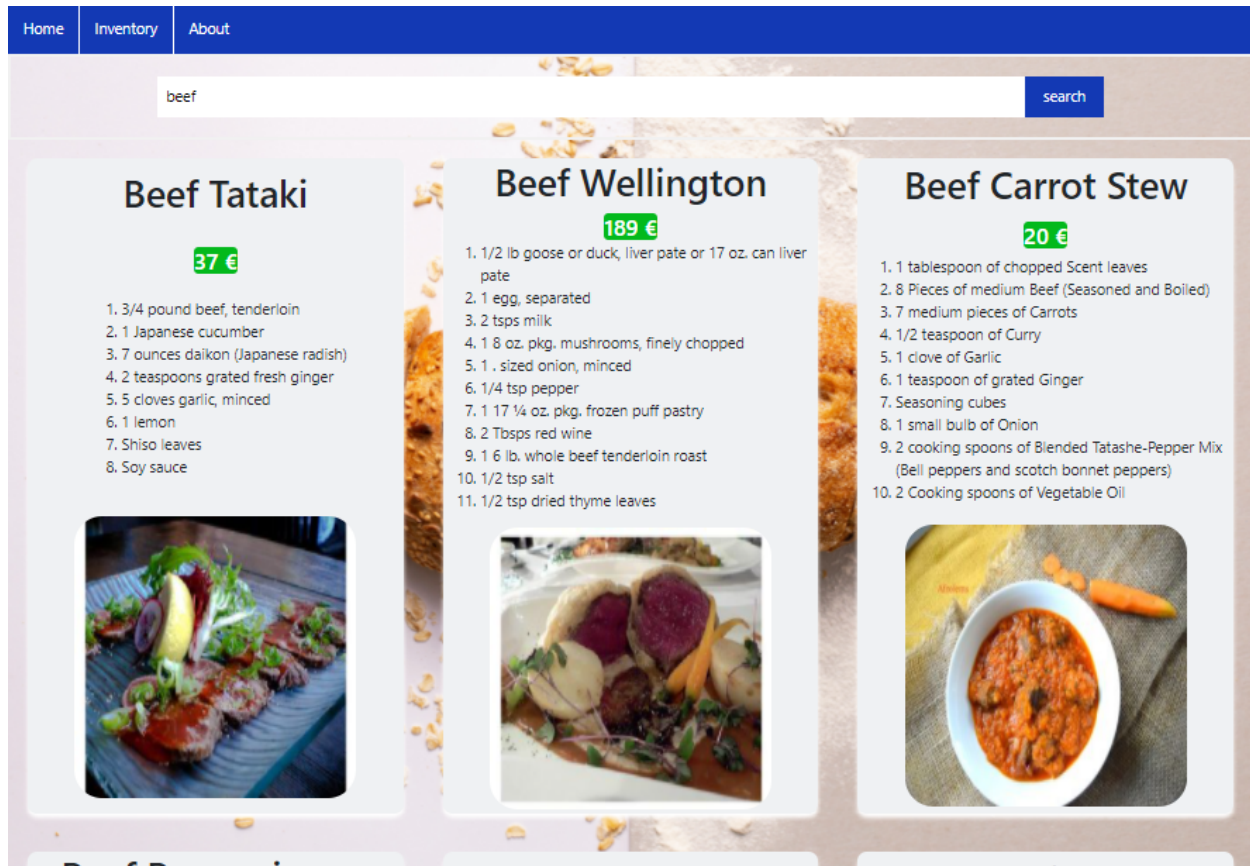 Home Inventory About
beef search
Beef Tataki
37 €
1. 3/4 pound beef, tenderloin
2. 1 Japanese cucumber
3. 7 ounces daikon (Japanese radish)
4. 2 teaspoons grated fresh ginger
5. 5 cloves garlic, minced
6. 1 lemon
7. Shiso leaves
8. Soy sauce
Beef Wellington
189 €
1. 1/2 lb goose or duck, liver pate or 17 oz. can liver
pate
2. 1 egg, separated
3. 2 tsps milk
4. 1 8 oz. pkg. mushrooms, finely chopped
5. 1 . sized onion, minced
6. 1/4 tsp pepper
7. 1 17 ¼ oz. pkg. frozen puff pastry
8. 2 Tbsps red wine
9. 1 6 lb. whole beef tenderloin roast
10. 1/2 tsp salt
11. 1/2 tsp dried thyme leaves
Beef Carrot Stew
20 €
1. 1 tablespoon of chopped Scent leaves
2. 8 Pieces of medium Beef (Seasoned and Boiled)
3. 7 medium pieces of Carrots
4. 1/2 teaspoon of Curry
5. 1 clove of Garlic
6. 1 teaspoon of grated Ginger
7. Seasoning cubes
8. 1 small bulb of Onion
9. 2 cooking spoons of Blended Tatashe-Pepper Mix
(Bell peppers and scotch bonnet peppers)
10. 2 Cooking spoons of Vegetable Oil